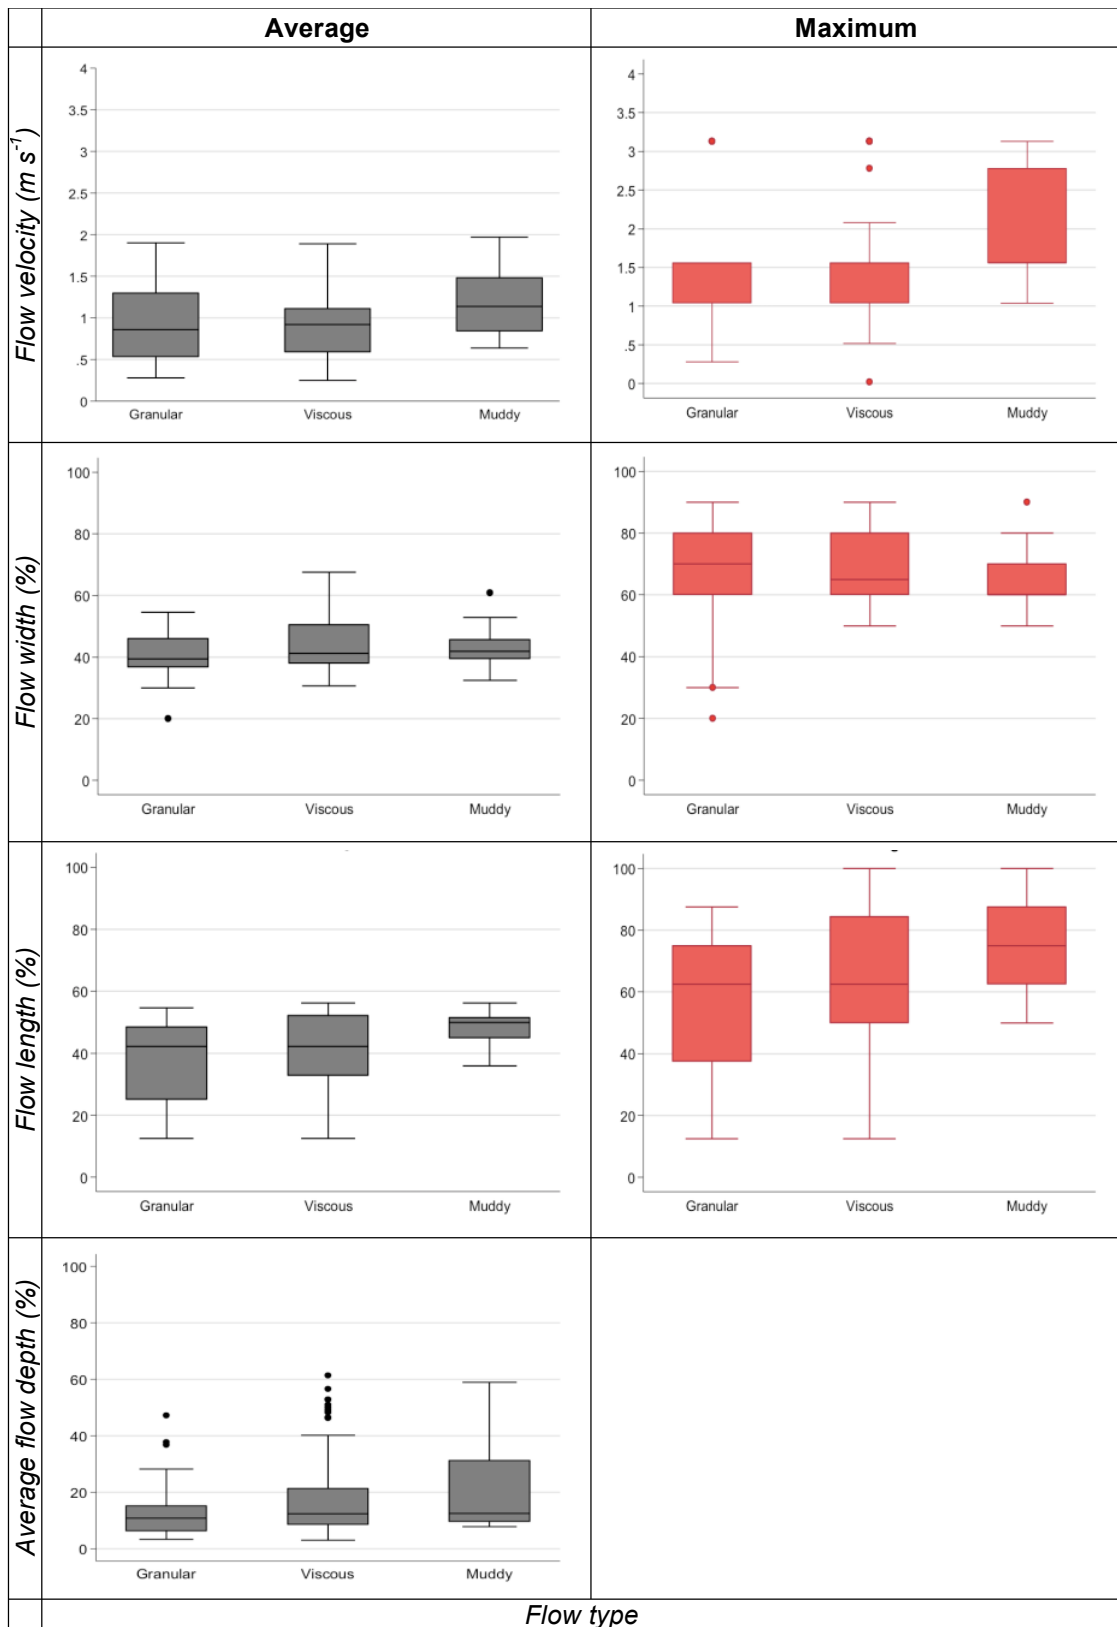 Average
Maximum
Flow velocity (m s⁻¹)
4
3.5
3
2.5
2
1.5
1
.5
0
Granular
Viscous
Muddy
4
3.5
3
2.5
2
1.5
1
.5
0
Granular
Viscous
Muddy
Flow width (%)
100
80
60
40
20
0
Granular
Viscous
Muddy
100
80
60
40
20
0
Granular
Viscous
Muddy
Flow length (%)
100
80
60
40
20
0
Granular
Viscous
Muddy
100
80
60
40
20
0
Granular
Viscous
Muddy
Average flow depth (%)
100
80
60
40
20
0
Granular
Viscous
Muddy
Flow type